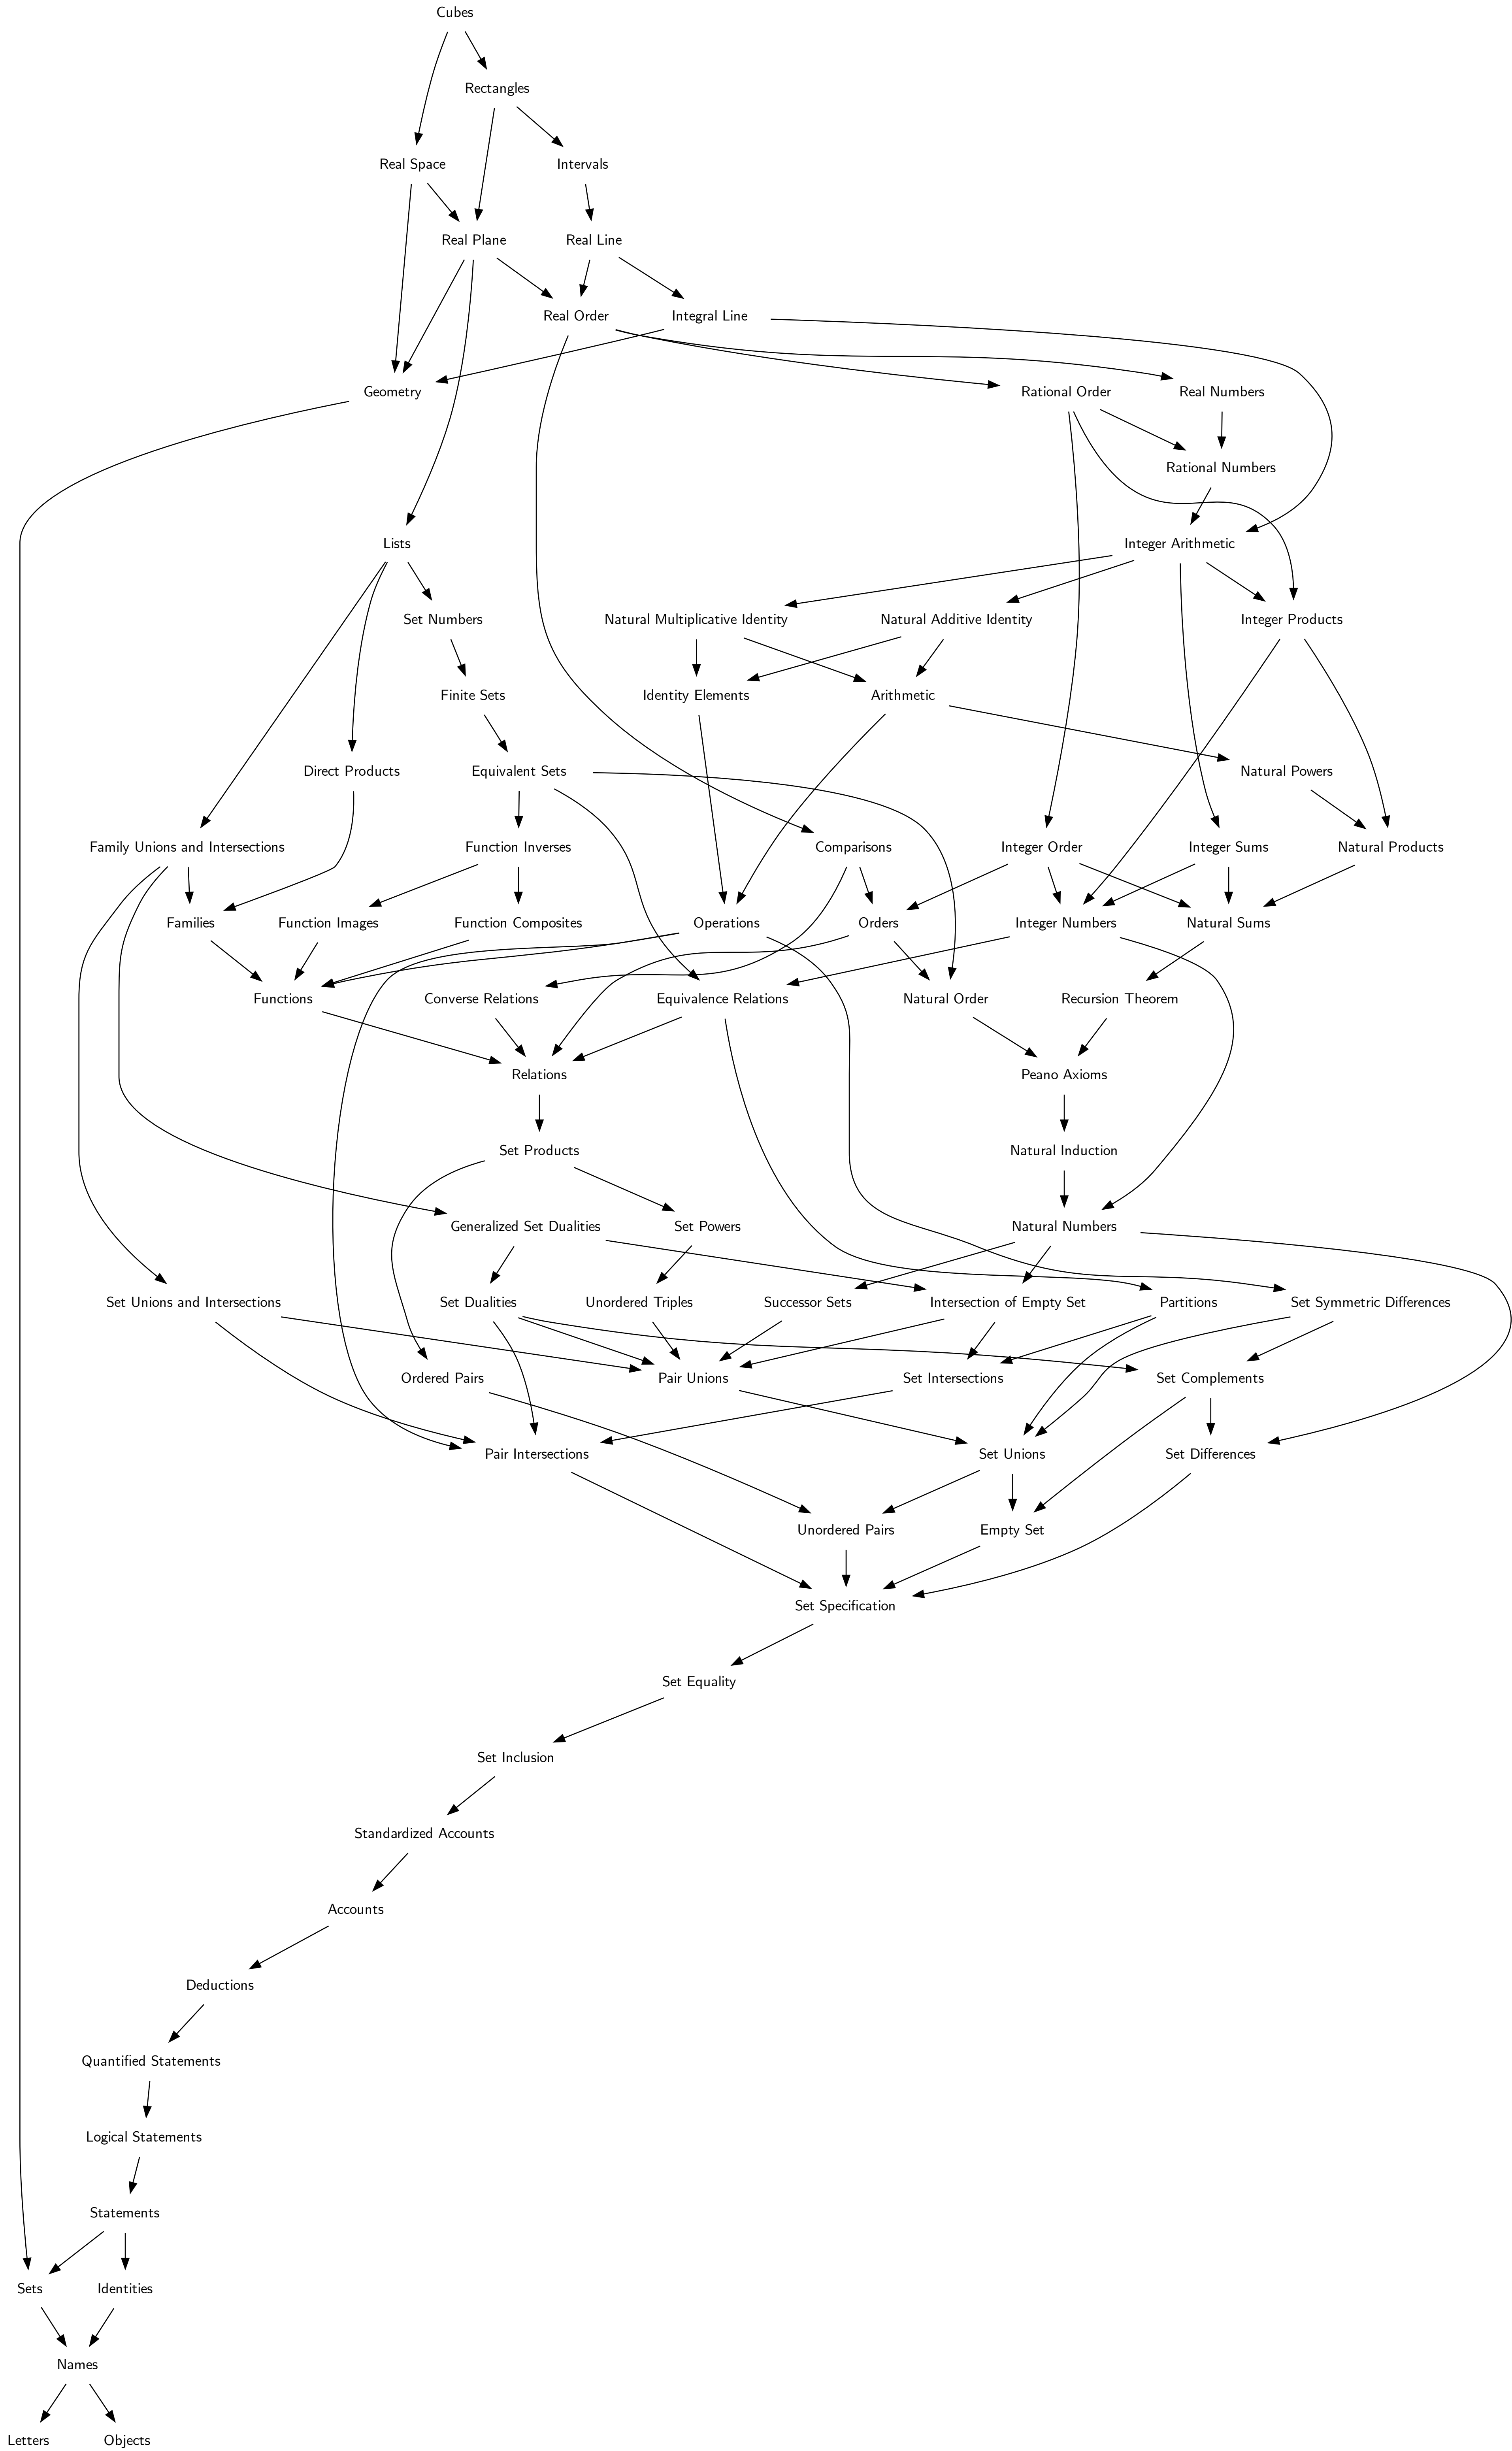 Cubes
Rectangles
Real Space
Intervals
Real Plane
Real Line
Real Order
Integral Line
Geometry
Rational Order
Real Numbers
Rational Numbers
Lists
Integer Arithmetic
Set Numbers
Natural Multiplicative Identity
Natural Additive Identity
Integer Products
Finite Sets
Identity Elements
Arithmetic
Direct Products
Equivalent Sets
Natural Powers
Family Unions and Intersections
Function Inverses
Comparisons
Integer Order
Integer Sums
Natural Products
Families
Function Images
Function Composites
Operations
Orders
Integer Numbers
Natural Sums
Functions
Converse Relations
Equivalence Relations
Natural Order
Recursion Theorem
Relations
Peano Axioms
Set Products
Natural Induction
Generalized Set Dualities
Set Powers
Natural Numbers
Set Unions and Intersections
Set Dualities
Unordered Triples
Successor Sets
Intersection of Empty Set
Partitions
Set Symmetric Differences
Ordered Pairs
Pair Unions
Set Intersections
Set Complements
Pair Intersections
Set Unions
Set Differences
Unordered Pairs
Empty Set
Set Specification
Set Equality
Set Inclusion
Standardized Accounts
Accounts
Deductions
Quantified Statements
Logical Statements
Statements
Sets
Identities
Names
Letters
Objects